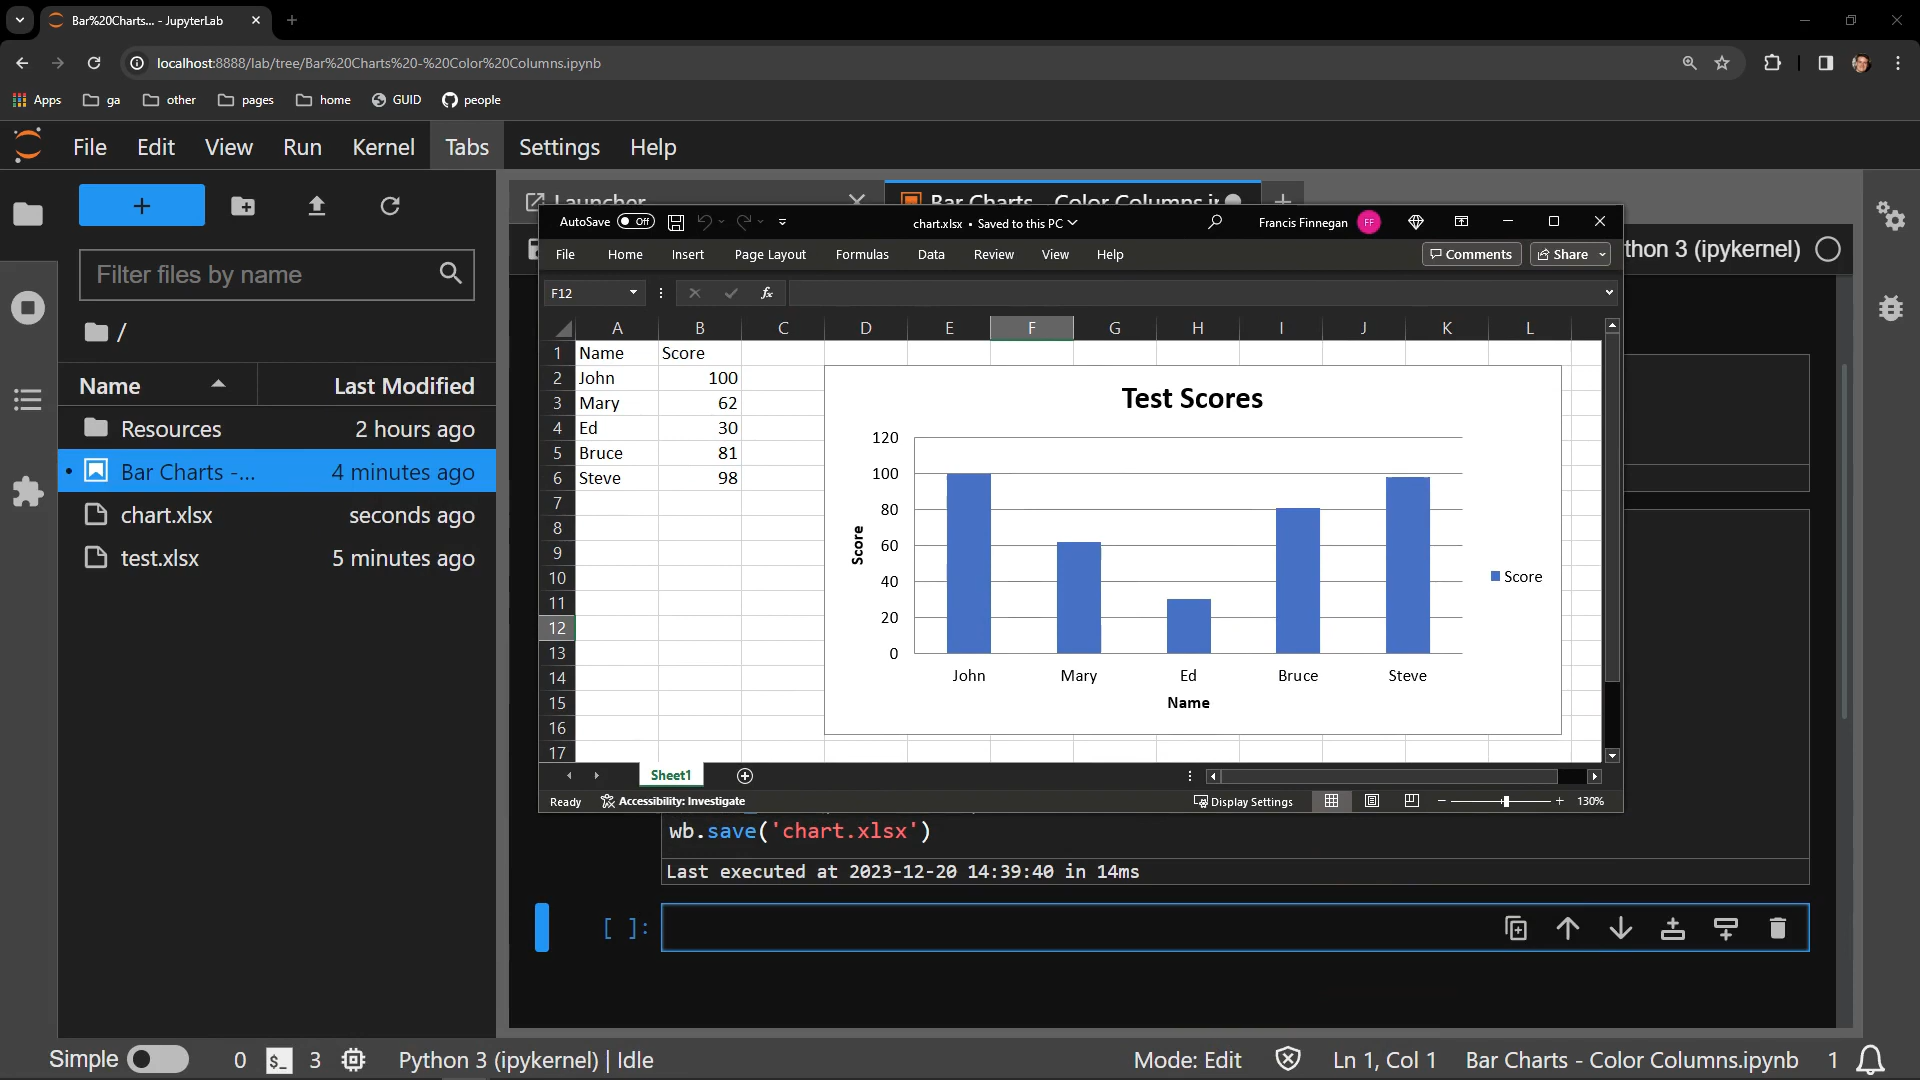 Bar%20Charts... - JupyterLab
localhost:8888/lab/tree/Bar%20Charts%20-%20Color%20Columns.ipynb
Apps ga other pages home GUID people
File Edit View Run Kernel Tabs Settings Help
+
Filter files by name
/
Name Last Modified
Resources 2 hours ago
Bar Charts -... 4 minutes ago
chart.xlsx seconds ago
test.xlsx 5 minutes ago
Launcher
Bar Charts - Color Columns.ip
thon 3 (ipykernel)
AutoSave Off
chart.xlsx • Saved to this PC
Francis Finnegan FF
File Home Insert Page Layout Formulas Data Review View Help
Comments Share
F12 fx
A B C D E F G H I J K L
1 Name Score
2 John 100
3 Mary 62
4 Ed 30
5 Bruce 81
6 Steve 98
7
8
9
10
11
12
13
14
15
16
17
Test Scores
120
100
80
60
40
20
0
Score
John Mary Ed Bruce Steve
Name
Score
Sheet1
Ready Accessibility: Investigate
Display Settings 130%
wb.save('chart.xlsx')
Last executed at 2023-12-20 14:39:40 in 14ms
[ ]:
Simple 0 $_ 3 Python 3 (ipykernel) | Idle
Mode: Edit Ln 1, Col 1 Bar Charts - Color Columns.ipynb 1